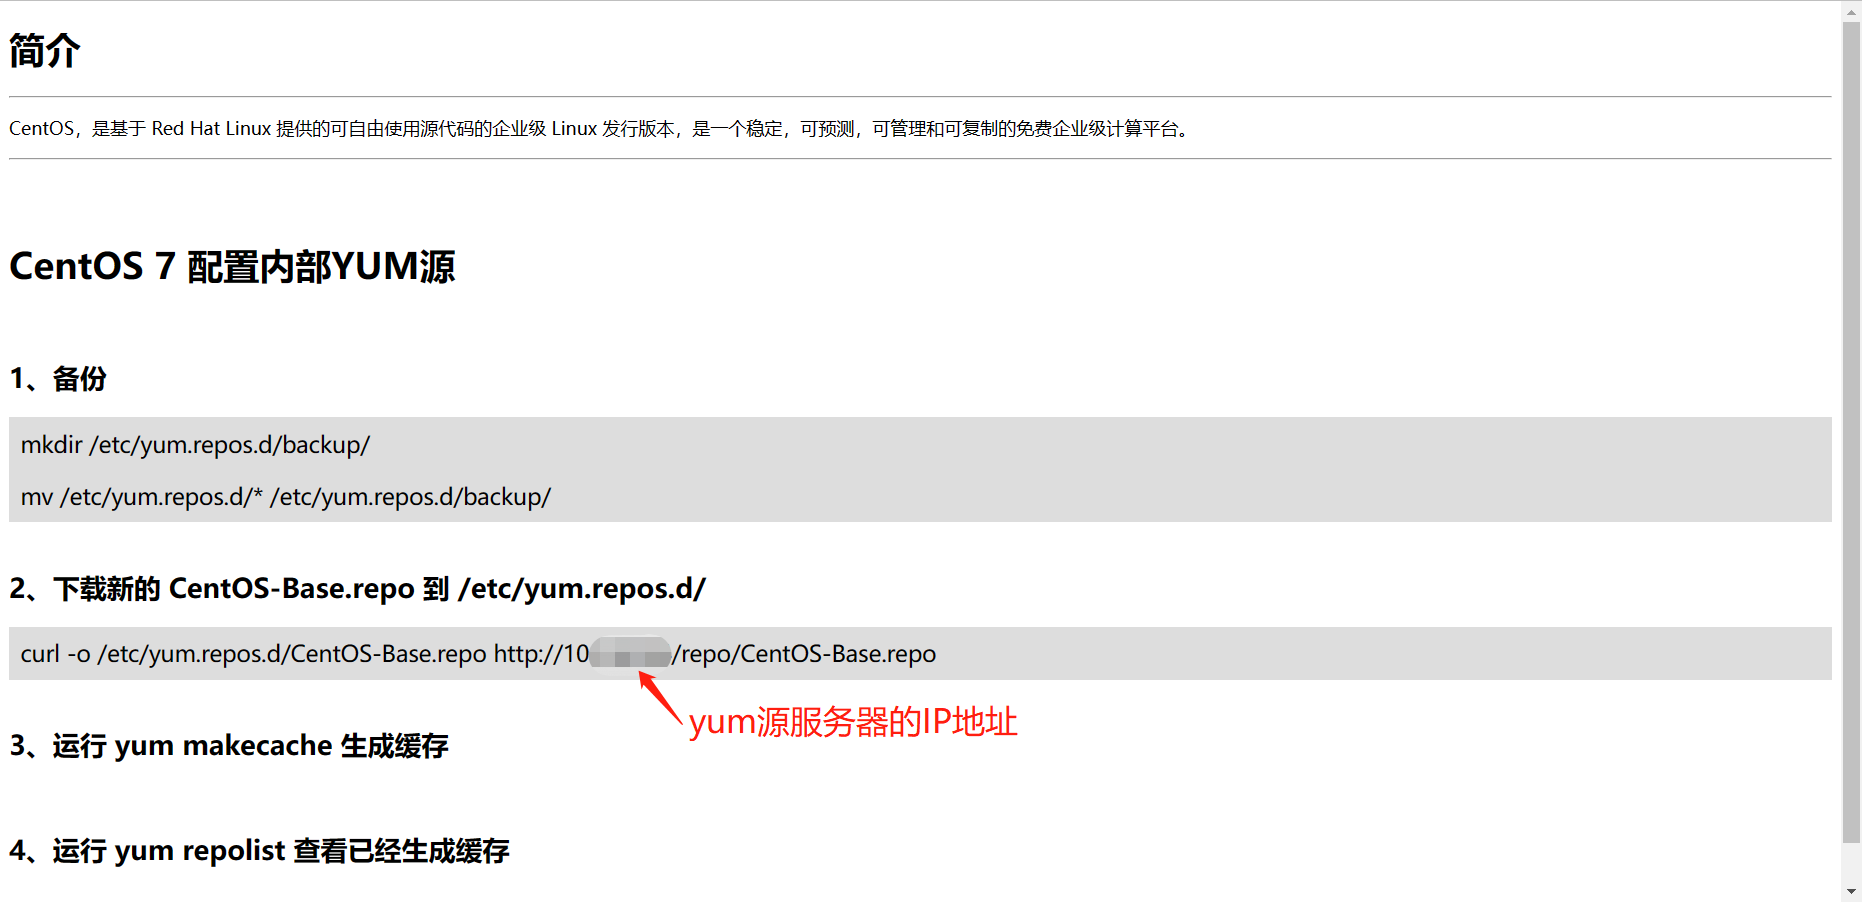 简介
CentOS，是基于 Red Hat Linux 提供的可自由使用源代码的企业级 Linux 发行版本，是一个稳定，可预测，可管理和可复制的免费企业级计算平台。
CentOS 7 配置内部YUM源
1、备份
mkdir /etc/yum.repos.d/backup/
mv /etc/yum.repos.d/* /etc/yum.repos.d/backup/
2、下载新的 CentOS-Base.repo 到 /etc/yum.repos.d/
curl -o /etc/yum.repos.d/CentOS-Base.repo http://10 /repo/CentOS-Base.repo
yum源服务器的IP地址
3、运行 yum makecache 生成缓存
4、运行 yum repolist 查看已经生成缓存